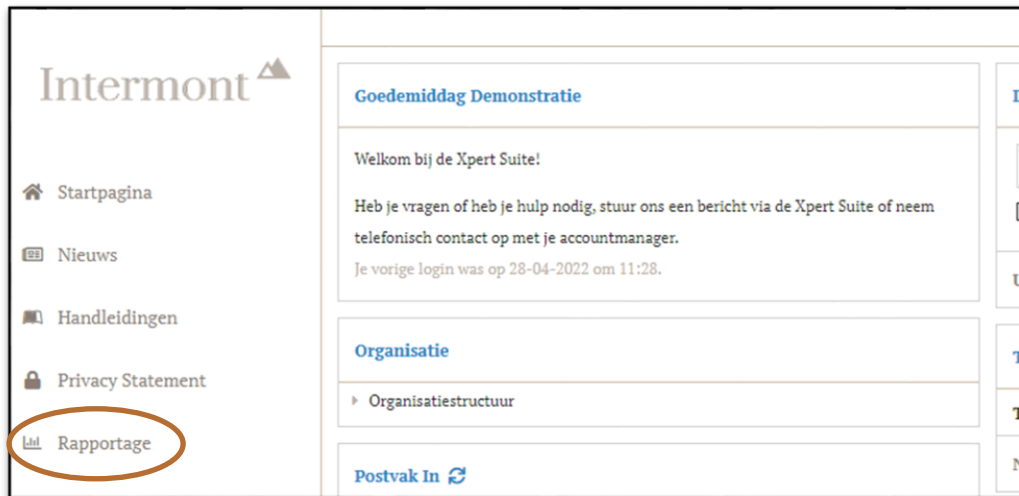 Intermont
Startpagina
Nieuws
Handleidingen
Privacy Statement
Rapportage
Goedemiddag Demonstratie
Welkom bij de Xpert Suite!
Heb je vragen of heb je hulp nodig, stuur ons een bericht via de Xpert Suite of neem
telefonisch contact op met je accountmanager.
Je vorige login was op 28-04-2022 om 11:28.
Organisatie
Organisatiestructuur
Postvak In